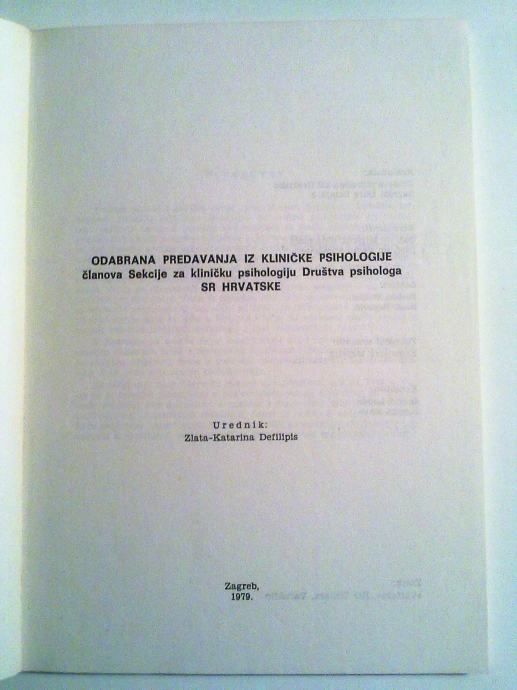 ODABRANA PREDAVANJA IZ KLINIČKE PSIHOLOGIJE
članova Sekcije za kliničku psihologiju Društva psihologa
SR HRVATSKE
Urednik:
Zlata-Katarina Defilipis
Zagreb,
1979.